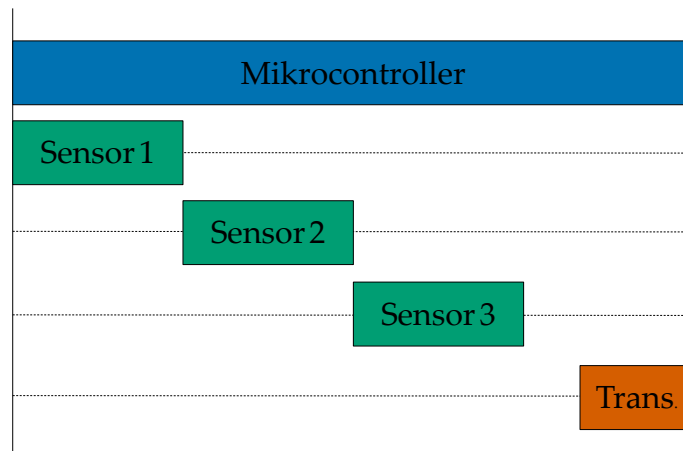 Mikrocontroller
Sensor 1
Sensor 2
Sensor 3
Trans.